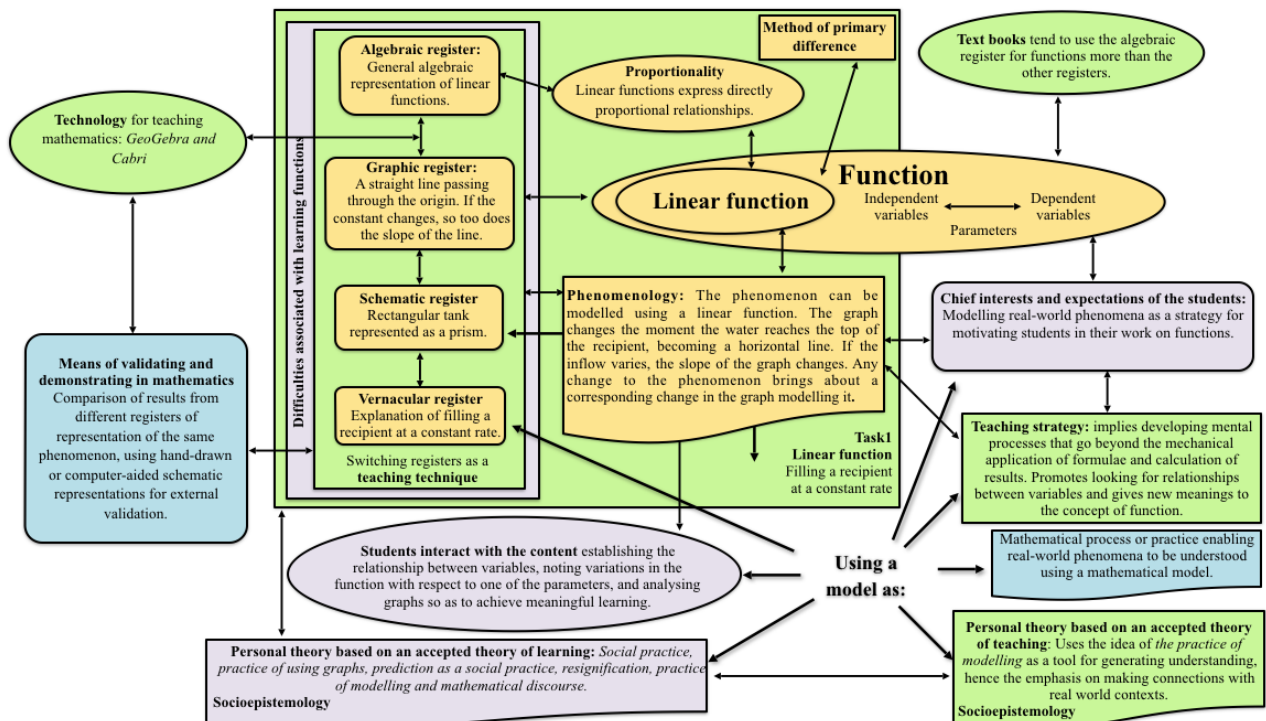 Algebraic register:
General algebraic
representation of linear
functions.
Method of primary
difference
Text books tend to use the algebraic
register for functions more than the
other registers.
Proportionality
Linear functions express directly
proportional relationships.
Technology for teaching
mathematics: GeoGebra and
Cabri
Difficulties associated with learning functions
Graphic register:
A straight line passing
through the origin. If the
constant changes, so too does
the slope of the line.
Function
Linear function
Independent
variables
Dependent
variables
Parameters
Schematic register
Rectangular tank
represented as a prism.
Phenomenology: The phenomenon can be
modelled using a linear function. The graph
changes the moment the water reaches the top of
the recipient, becoming a horizontal line. If the
inflow varies, the slope of the graph changes. Any
change to the phenomenon brings about a
corresponding change in the graph modelling it.
Chief interests and expectations of the students:
Modelling real-world phenomena as a strategy for
motivating students in their work on functions.
Means of validating and
demonstrating in mathematics
Comparison of results from
different registers of
representation of the same
phenomenon, using hand-drawn
or computer-aided schematic
representations for external
validation.
Vernacular register
Explanation of filling a
recipient at a constant rate.
Switching registers as a
teaching technique
Task1
Linear function
Filling a recipient
at a constant rate
Teaching strategy: implies developing mental
processes that go beyond the mechanical
application of formulae and calculation of
results. Promotes looking for relationships
between variables and gives new meanings to
the concept of function.
Students interact with the content establishing the
relationship between variables, noting variations in the
function with respect to one of the parameters, and analysing
graphs so as to achieve meaningful learning.
Using a
model as:
Mathematical process or practice enabling
real-world phenomena to be understood
using a mathematical model.
Personal theory based on an accepted theory of learning: Social practice,
practice of using graphs, prediction as a social practice, resignification, practice
of modelling and mathematical discourse.
Socioepistemology
Personal theory based on an accepted theory
of teaching: Uses the idea of the practice of
modelling as a tool for generating understanding,
hence the emphasis on making connections with
real world contexts.
Socioepistemology